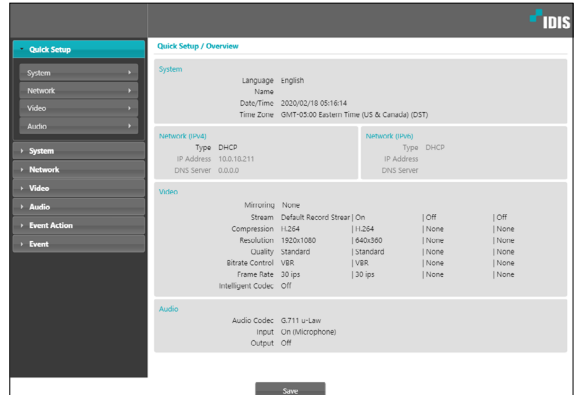 IDIS
Quick Setup
System
Network
Video
Audio
System
Network
Video
Audio
Event Action
Event
Quick Setup / Overview
System
Language English
Name
Date/Time 2020/02/18 05:16:14
Time Zone GMT-05:00 Eastern Time (US & Canada) (DST)
Network (IPv4)
Type DHCP
IP Address 10.0.10.211
DNS Server 0.0.0.0
Network (IPv6)
Type DHCP
IP Address
DNS Server
Video
Mirroring None
Stream Default Record Strear | On | Off | Off
Compression H.264 | H.264 | None | None
Resolution 1920x1080 | 640x360 | None | None
Quality Standard | Standard | None | None
Bitrate Control VBR | VBR | None | None
Frame Rate 30 ips | 30 ips | None | None
Intelligent Codec Off
Audio
Audio Codec G.711 u-Law
Input On (Microphone)
Output Off
Save